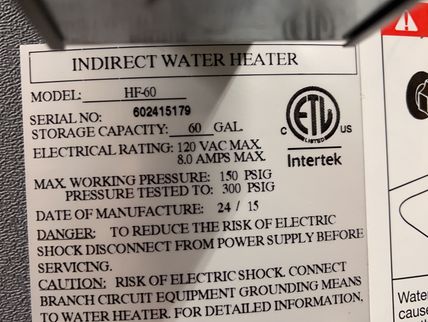 INDIRECT WATER HEATER
MODEL: HF-60
SERIAL NO: 602415179
STORAGE CAPACITY: 60 GAL.
ELECTRICAL RATING: 120 VAC MAX.
8.0 AMPS MAX.
C ETL US
LISTED
Intertek
MAX. WORKING PRESSURE: 150 PSIG
PRESSURE TESTED TO: 300 PSIG
DATE OF MANUFACTURE: 24 / 15
DANGER: TO REDUCE THE RISK OF ELECTRIC
SHOCK DISCONNECT FROM POWER SUPPLY BEFORE
SERVICING.
CAUTION: RISK OF ELECTRIC SHOCK. CONNECT
BRANCH CIRCUIT EQUIPMENT GROUNDING MEANS
TO WATER HEATER. FOR DETAILED INFORMATION,
Wate
cause